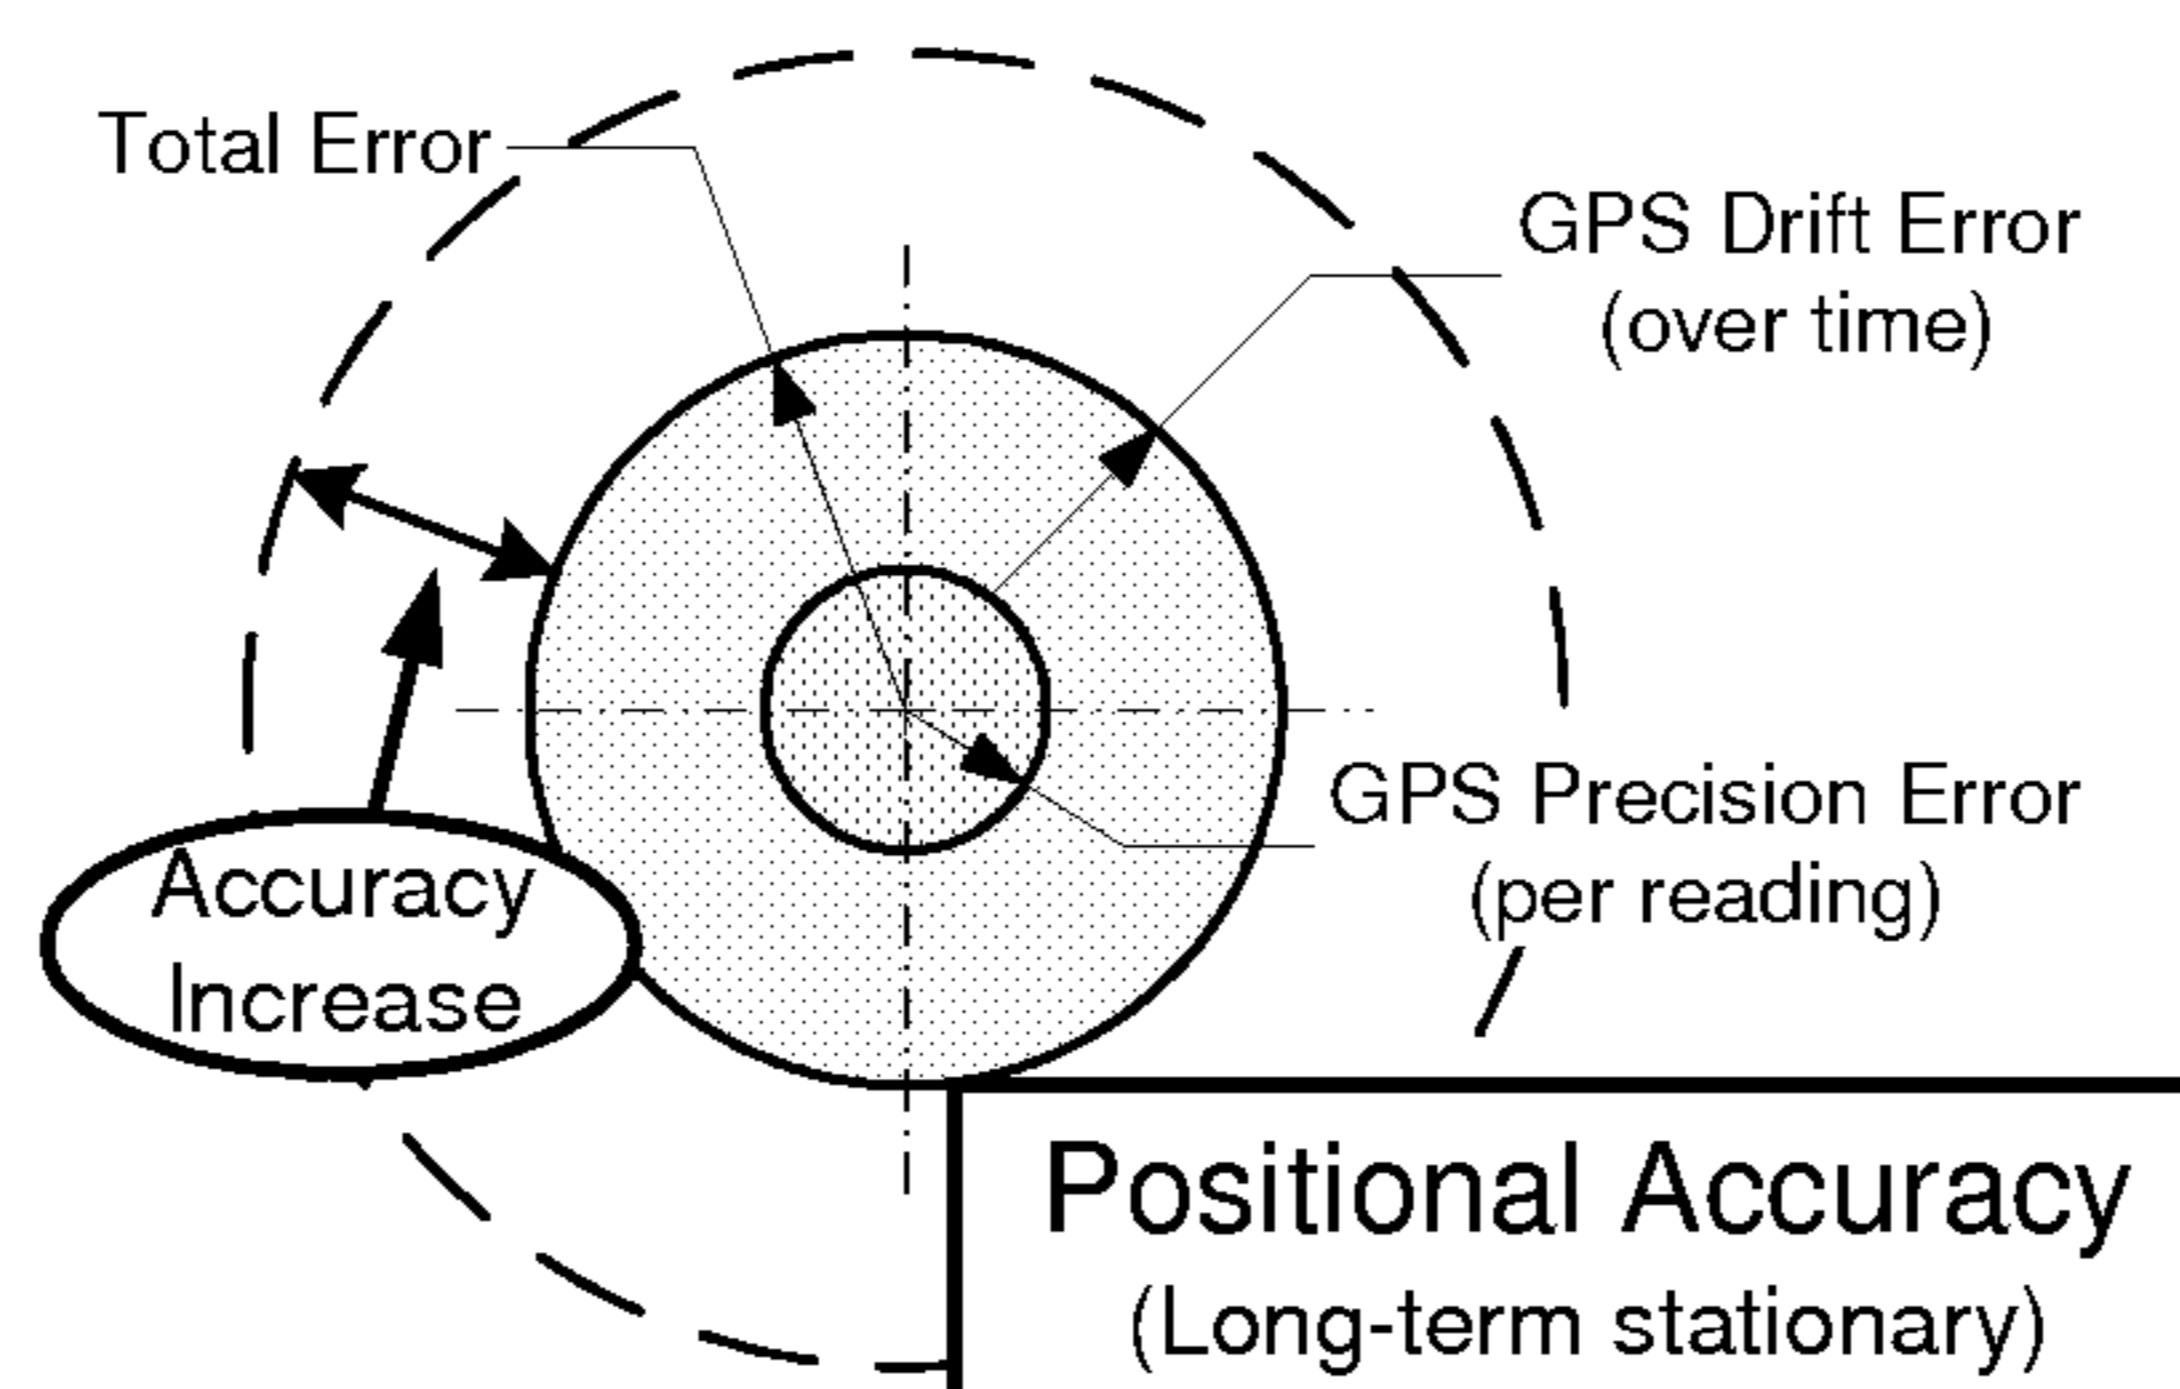 Total Error
GPS Drift Error
(over time)
GPS Precision Error
(per reading)
Accuracy
Increase
Positional Accuracy
(Long-term stationary)